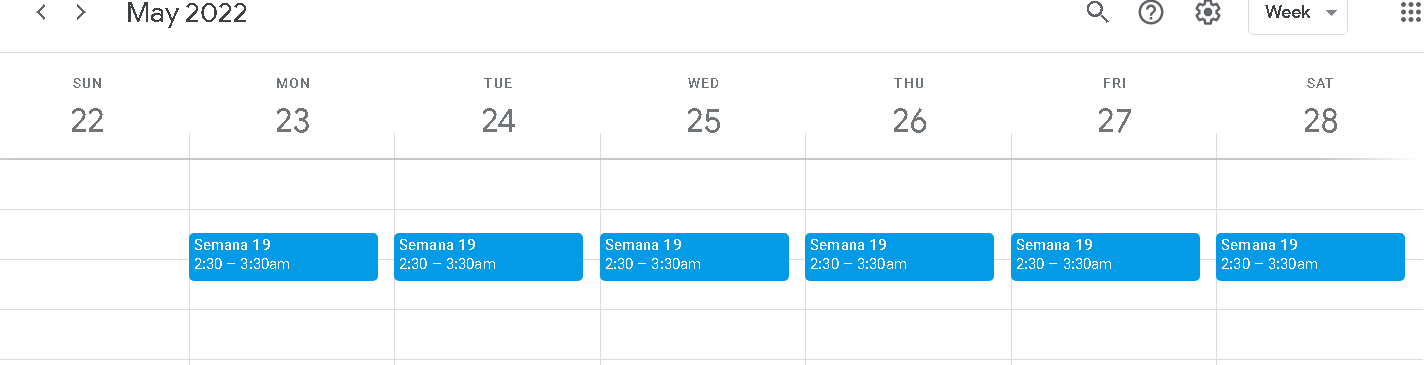 May 2022
Week
SUN MON TUE WED THU FRI SAT
22 23 24 25 26 27 28
Semana 19 Semana 19 Semana 19 Semana 19 Semana 19 Semana 19
2:30 – 3:30am 2:30 – 3:30am 2:30 – 3:30am 2:30 – 3:30am 2:30 – 3:30am 2:30 – 3:30am